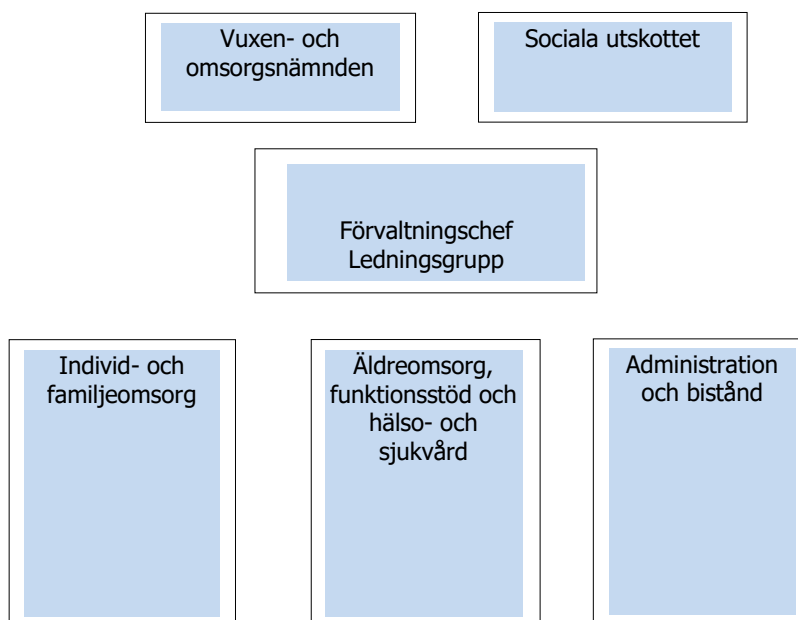 Vuxen- och
omsorgsnämnden
Sociala utskottet
Förvaltningschef
Ledningsgrupp
Individ- och
familjeomsorg
Äldreomsorg,
funktionsstöd och
hälso- och
sjukvård
Administration
och bistånd